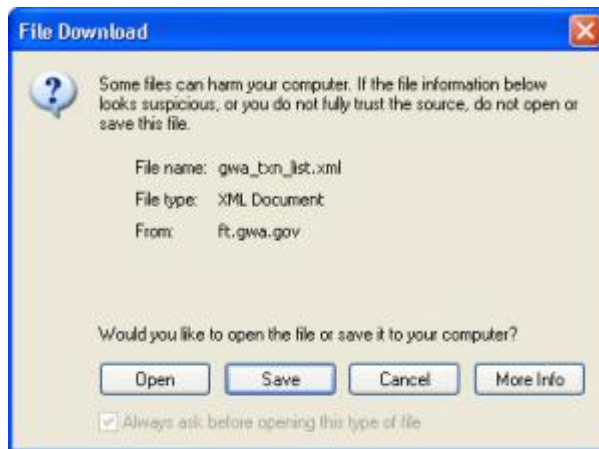 File Download
Some files can harm your computer. If the file information below
looks suspicious, or you do not fully trust the source, do not open or
save this file.
File name: gwa_txn_list.xml
File type: XML Document
From: ft.gwa.gov
Would you like to open the file or save it to your computer?
Open Save Cancel More Info
Always ask before opening this type of file